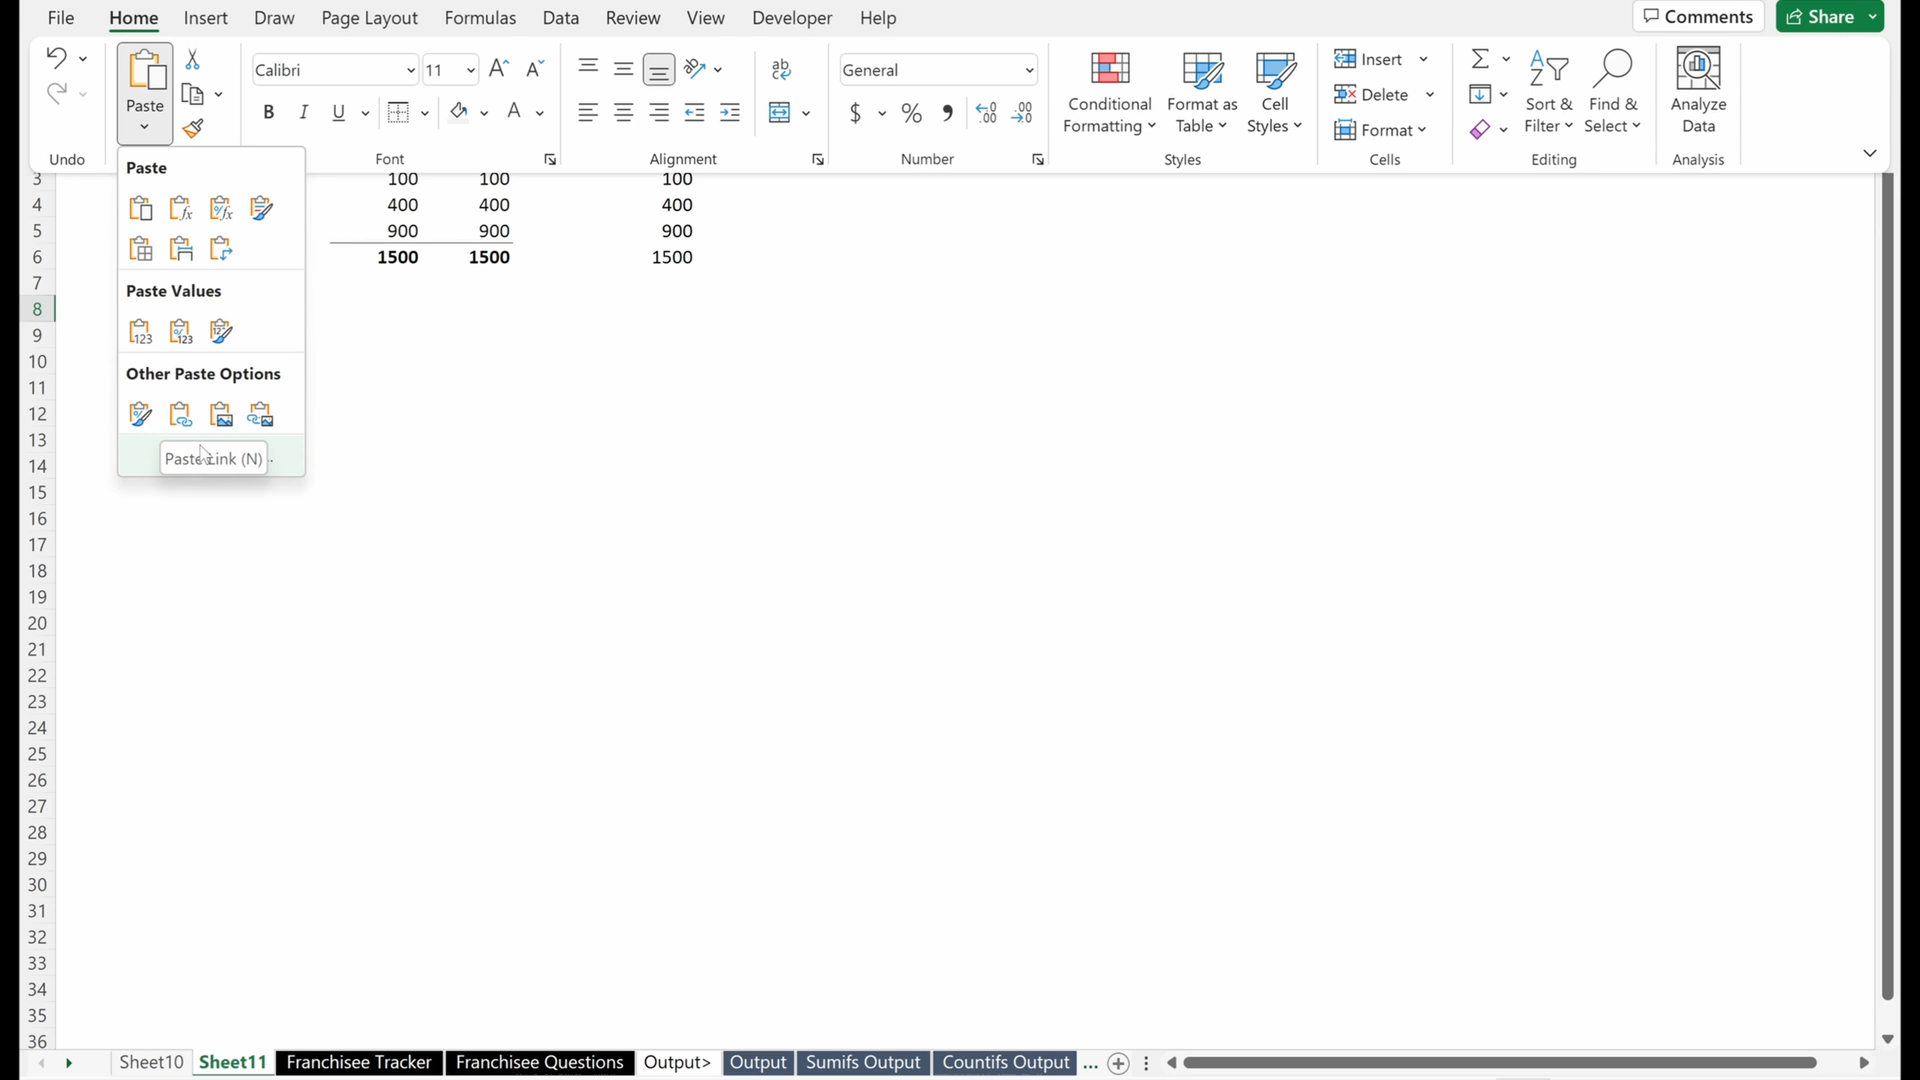 File Home Insert Draw Page Layout Formulas Data Review View Developer Help Comments Share
Paste
Calibri 11
General
B I U A $ %
Conditional Formatting
Format as Table
Cell Styles
Insert
Delete
Format
Sort & Filter
Find & Select
Analyze Data
Undo Font Alignment Number Styles Cells Editing Analysis
Paste
Paste Values
Other Paste Options
Paste Link (N)
3 100 100 100
4 400 400 400
5 900 900 900
6 1500 1500 1500
7
8
9
10
11
12
13
14
15
16
17
18
19
20
21
22
23
24
25
26
27
28
29
30
31
32
33
34
35
36
Sheet10 Sheet11 Franchisee Tracker Franchisee Questions Output> Output Sumifs Output Countifs Output ...